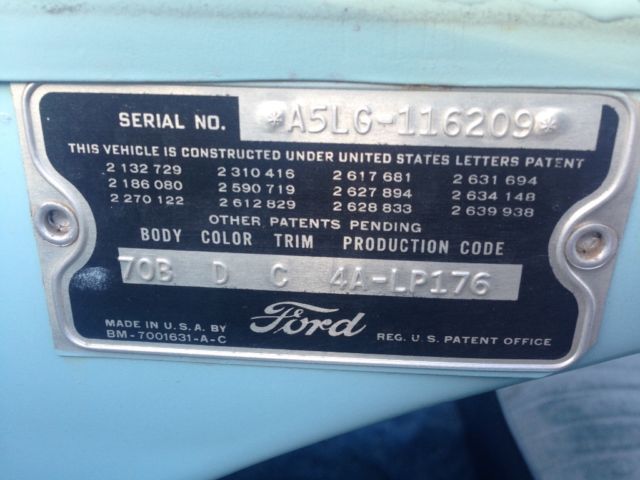 SERIAL NO. *A5LG-116209*
THIS VEHICLE IS CONSTRUCTED UNDER UNITED STATES LETTERS PATENT
2 132 729 2 310 416 2 617 681 2 631 694
2 186 080 2 590 719 2 627 894 2 634 148
2 270 122 2 612 829 2 628 833 2 639 938
OTHER PATENTS PENDING
BODY COLOR TRIM PRODUCTION CODE
70B D C 4A-LP176
MADE IN U.S.A. BY
BM-7001631-A-C
Ford
REG. U.S. PATENT OFFICE